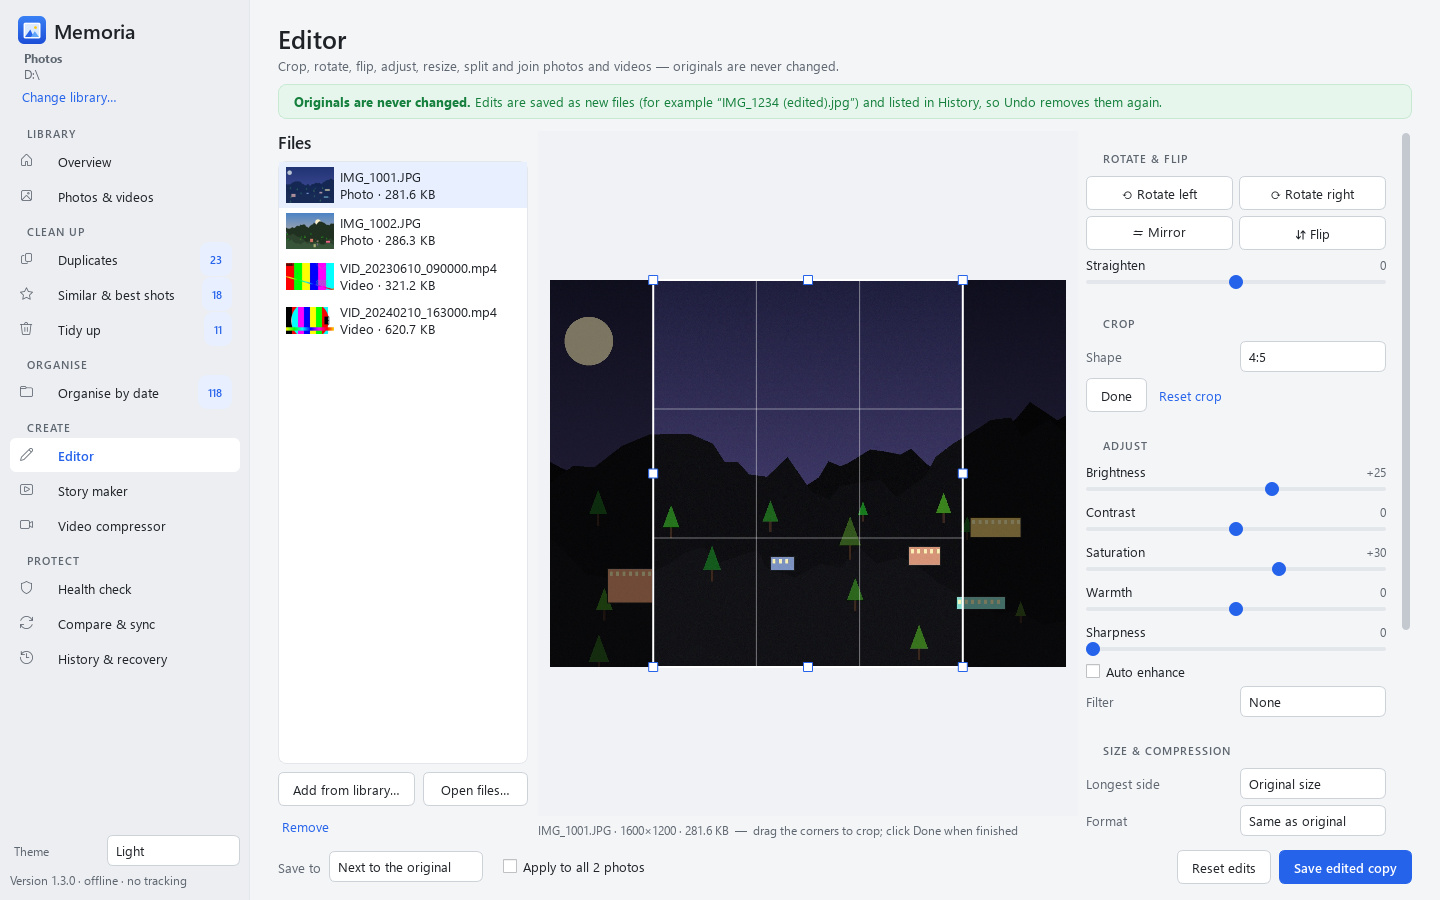 Memoria
Photos
D:\
Change library...
LIBRARY
Overview
Photos & videos
CLEAN UP
Duplicates 23
Similar & best shots 18
Tidy up 11
ORGANISE
Organise by date 118
CREATE
Editor
Story maker
Video compressor
PROTECT
Health check
Compare & sync
History & recovery
Theme Light
Version 1.3.0 · offline · no tracking
Editor
Crop, rotate, flip, adjust, resize, split and join photos and videos — originals are never changed.
Originals are never changed. Edits are saved as new files (for example "IMG_1234 (edited).jpg") and listed in History, so Undo removes them again.
Files
IMG_1001.JPG
Photo · 281.6 KB
IMG_1002.JPG
Photo · 286.3 KB
VID_20230610_090000.mp4
Video · 321.2 KB
VID_20240210_163000.mp4
Video · 620.7 KB
Add from library... Open files...
Remove
IMG_1001.JPG · 1600×1200 · 281.6 KB — drag the corners to crop; click Done when finished
Save to Next to the original Apply to all 2 photos
ROTATE & FLIP
Rotate left Rotate right
Mirror Flip
Straighten 0
CROP
Shape 4:5
Done Reset crop
ADJUST
Brightness +25
Contrast 0
Saturation +30
Warmth 0
Sharpness 0
Auto enhance
Filter None
SIZE & COMPRESSION
Longest side Original size
Format Same as original
Reset edits Save edited copy